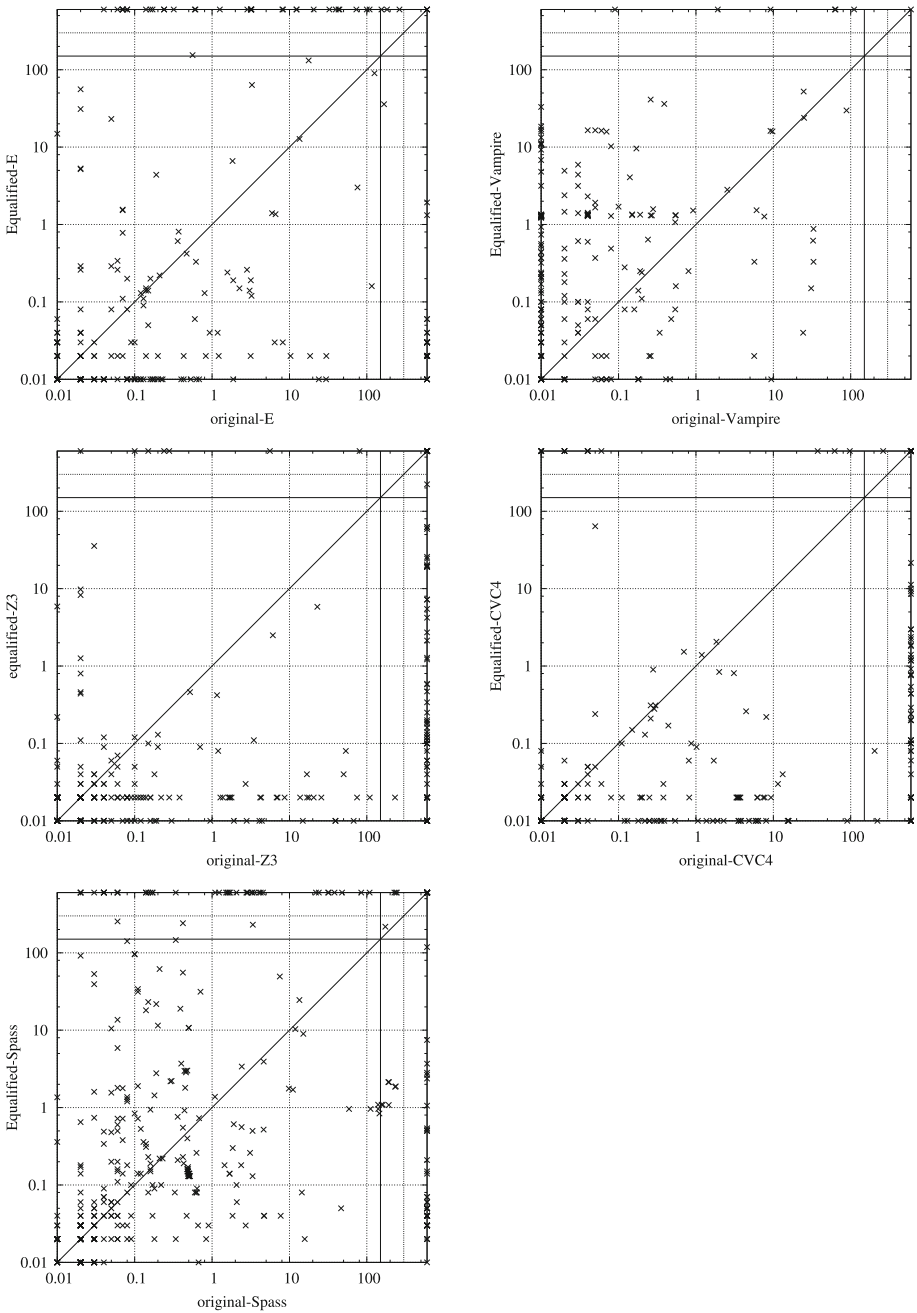 100
10
1
0.1
0.01
Equalified-E
0.01 0.1 1 10 100
original-E
100
10
1
0.1
0.01
Equalified-Vampire
0.01 0.1 1 10 100
original-Vampire
100
10
1
0.1
0.01
equalified-Z3
0.01 0.1 1 10 100
original-Z3
100
10
1
0.1
0.01
Equalified-CVC4
0.01 0.1 1 10 100
original-CVC4
100
10
1
0.1
0.01
Equalified-Spass
0.01 0.1 1 10 100
original-Spass